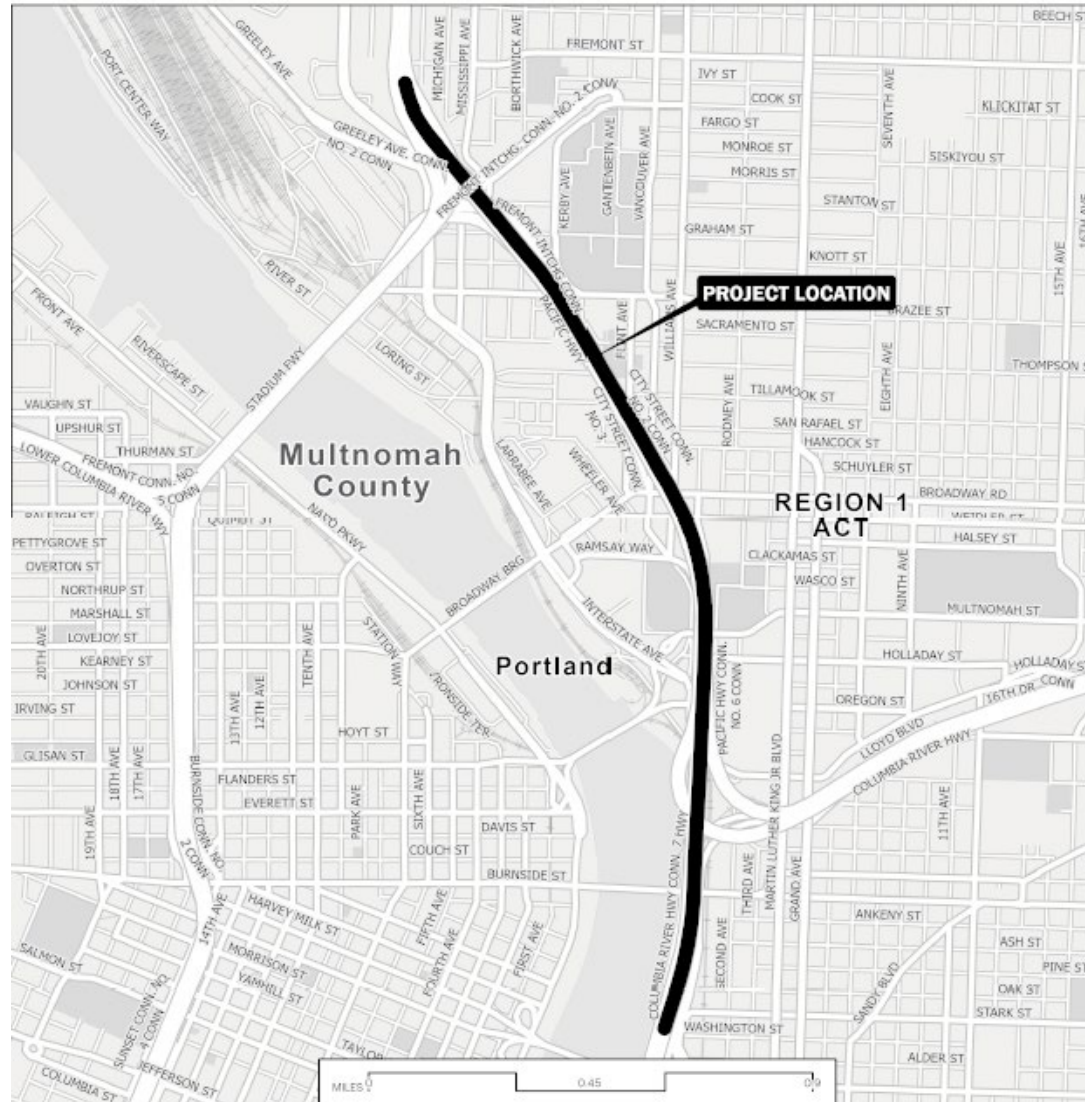 BEECH ST
FREMONT ST
MICHIGAN AVE
MISSISSIPPI AVE
BORTHWICK AVE
GREELEY AVE
PORT CENTER WAY
IVY ST
COOK ST
KLICKITAT ST
SEVENTH AVE
FARGO ST
MONROE ST
SISKIYOU ST
MORRIS ST
GREELEY AVE. CONN.
NO. 2 CONN
FREMONT INTCHG. CONN. NO. 2 CONN
KERBY AVE
GANTENBEIN AVE
VANCOUVER AVE
STANTON ST
16TH AVE
15TH AVE
GRAHAM ST
KNOTT ST
FREMONT INTCHG CONN.
PACIFIC HWY
RIVER ST
FRONT AVE
RIVERSCAPE ST
STADIUM FWY
LORING ST
PROJECT LOCATION
FLINT AVE
WILLIAMS AVE
BRAZEE ST
SACRAMENTO ST
THOMPSON ST
VAUGHN ST
UPSHUR ST
THURMAN ST
TILLAMOOK ST
EIGHTH AVE
RODNEY AVE
SAN RAFAEL ST
HANCOCK ST
SCHUYLER ST
CITY STREET CONN.
NO. 2 CONN
CITY STREET CONN.
NO. 3
LARRABEE AVE
WHEELER AVE
Multnomah
County
LOWER COLUMBIA RIVER HWY
FREMONT CONN. NO.
5 CONN
BROADWAY RD
REGION 1
ACT
WEIDLER ST
HALSEY ST
RALEIGH ST
QUIMBY ST
NAITO PKWY
PETTYGROVE ST
OVERTON ST
NORTHRUP ST
MARSHALL ST
LOVEJOY ST
KEARNEY ST
JOHNSON ST
IRVING ST
GLISAN ST
20TH AVE
RAMSAY WAY
CLACKAMAS ST
WASCO ST
NINTH AVE
MULTNOMAH ST
BROADWAY BRG
INTERSTATE AVE
STATION WAY
IRONSIDE TER
TENTH AVE
13TH AVE
12TH AVE
Portland
HOLLADAY ST
HOLLADAY ST
16TH DR CONN
OREGON ST
LLOYD BLVD
COLUMBIA RIVER HWY
PACIFIC HWY CONN.
NO. 6 CONN
HOYT ST
FLANDERS ST
EVERETT ST
DAVIS ST
COUCH ST
BURNSIDE ST
18TH AVE
17TH AVE
19TH AVE
PARK AVE
SIXTH AVE
BURNSIDE CONN. NO.
2 CONN
14TH AVE
MARTIN LUTHER KING JR BLVD
GRAND AVE
THIRD AVE
SECOND AVE
11TH AVE
ANKENY ST
ASH ST
PINE ST
OAK ST
STARK ST
SANDY BLVD
COLUMBIA RIVER HWY CONN. 7 HWY
WASHINGTON ST
ALDER ST
HARVEY MILK ST
MORRISON ST
YAMHILL ST
FIFTH AVE
FOURTH AVE
FIRST AVE
SALMON ST
SUNSET CONN. NO.
4 CONN
JEFFERSON ST
COLUMBIA ST
TAYLOR
MILES 0 0.45 0.9